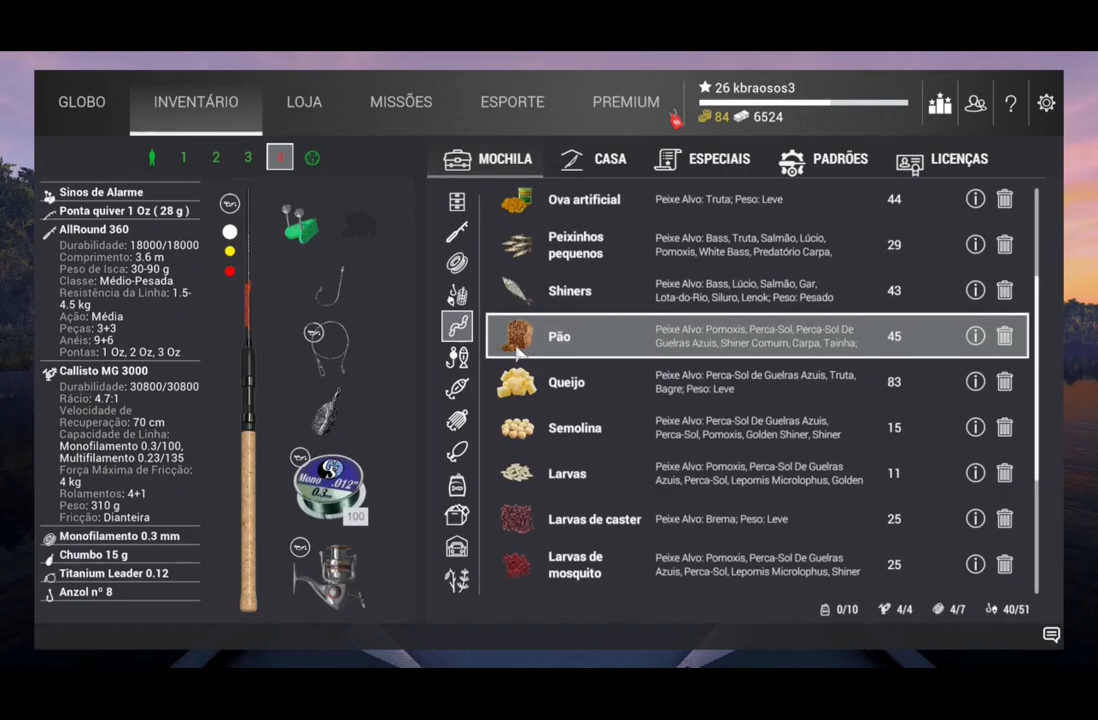 GLOBO
INVENTÁRIO
LOJA
MISSÕES
ESPORTE
PREMIUM
26 kbraosos3
84 6524
?
1
2
3
4
MOCHILA
CASA
ESPECIAIS
PADRÕES
LICENÇAS
Sinos de Alarme
Ponta quiver 1 Oz ( 28 g )
AllRound 360
Durabilidade: 18000/18000
Comprimento: 3.6 m
Peso de Isca: 30-90 g
Classe: Médio-Pesada
Resistência da Linha: 1.5-
4.5 kg
Ação: Média
Peças: 3+3
Anéis: 9+6
Pontas: 1 Oz, 2 Oz, 3 Oz
Callisto MG 3000
Durabilidade: 30800/30800
Rácio: 4.7:1
Velocidade de
Recuperação: 70 cm
Capacidade de Linha:
Monofilamento 0.3/100,
Multifilamento 0.23/135
Força Máxima de Fricção:
4 kg
Rolamentos: 4+1
Peso: 310 g
Fricção: Dianteira
Monofilamento 0.3 mm
Chumbo 15 g
Titanium Leader 0.12
Anzol nº 8
Mono .012"
0.3
100
Ova artificial
Peixe Alvo: Truta; Peso: Leve
44
Peixinhos
pequenos
Peixe Alvo: Bass, Truta, Salmão, Lúcio,
Pomoxis, White Bass, Predatório Carpa,
29
Shiners
Peixe Alvo: Bass, Lúcio, Salmão, Gar,
Lota-do-Rio, Siluro, Lenok; Peso: Pesado
43
Pão
Peixe Alvo: Pomoxis, Perca-Sol, Perca-Sol De
Guelras Azuis, Shiner Comum, Carpa, Tainha;
45
Queijo
Peixe Alvo: Perca-Sol de Guelras Azuis, Truta,
Bagre; Peso: Leve
83
Semolina
Peixe Alvo: Perca-Sol De Guelras Azuis,
Perca-Sol, Pomoxis, Golden Shiner, Shiner
15
Larvas
Peixe Alvo: Pomoxis, Perca-Sol De Guelras
Azuis, Perca-Sol, Lepomis Microlophus, Golden
11
Larvas de caster
Peixe Alvo: Brema; Peso: Leve
25
Larvas de
mosquito
Peixe Alvo: Pomoxis, Perca-Sol De Guelras
Azuis, Perca-Sol, Lepomis Microlophus, Shiner
25
0/10 4/4 4/7 40/51